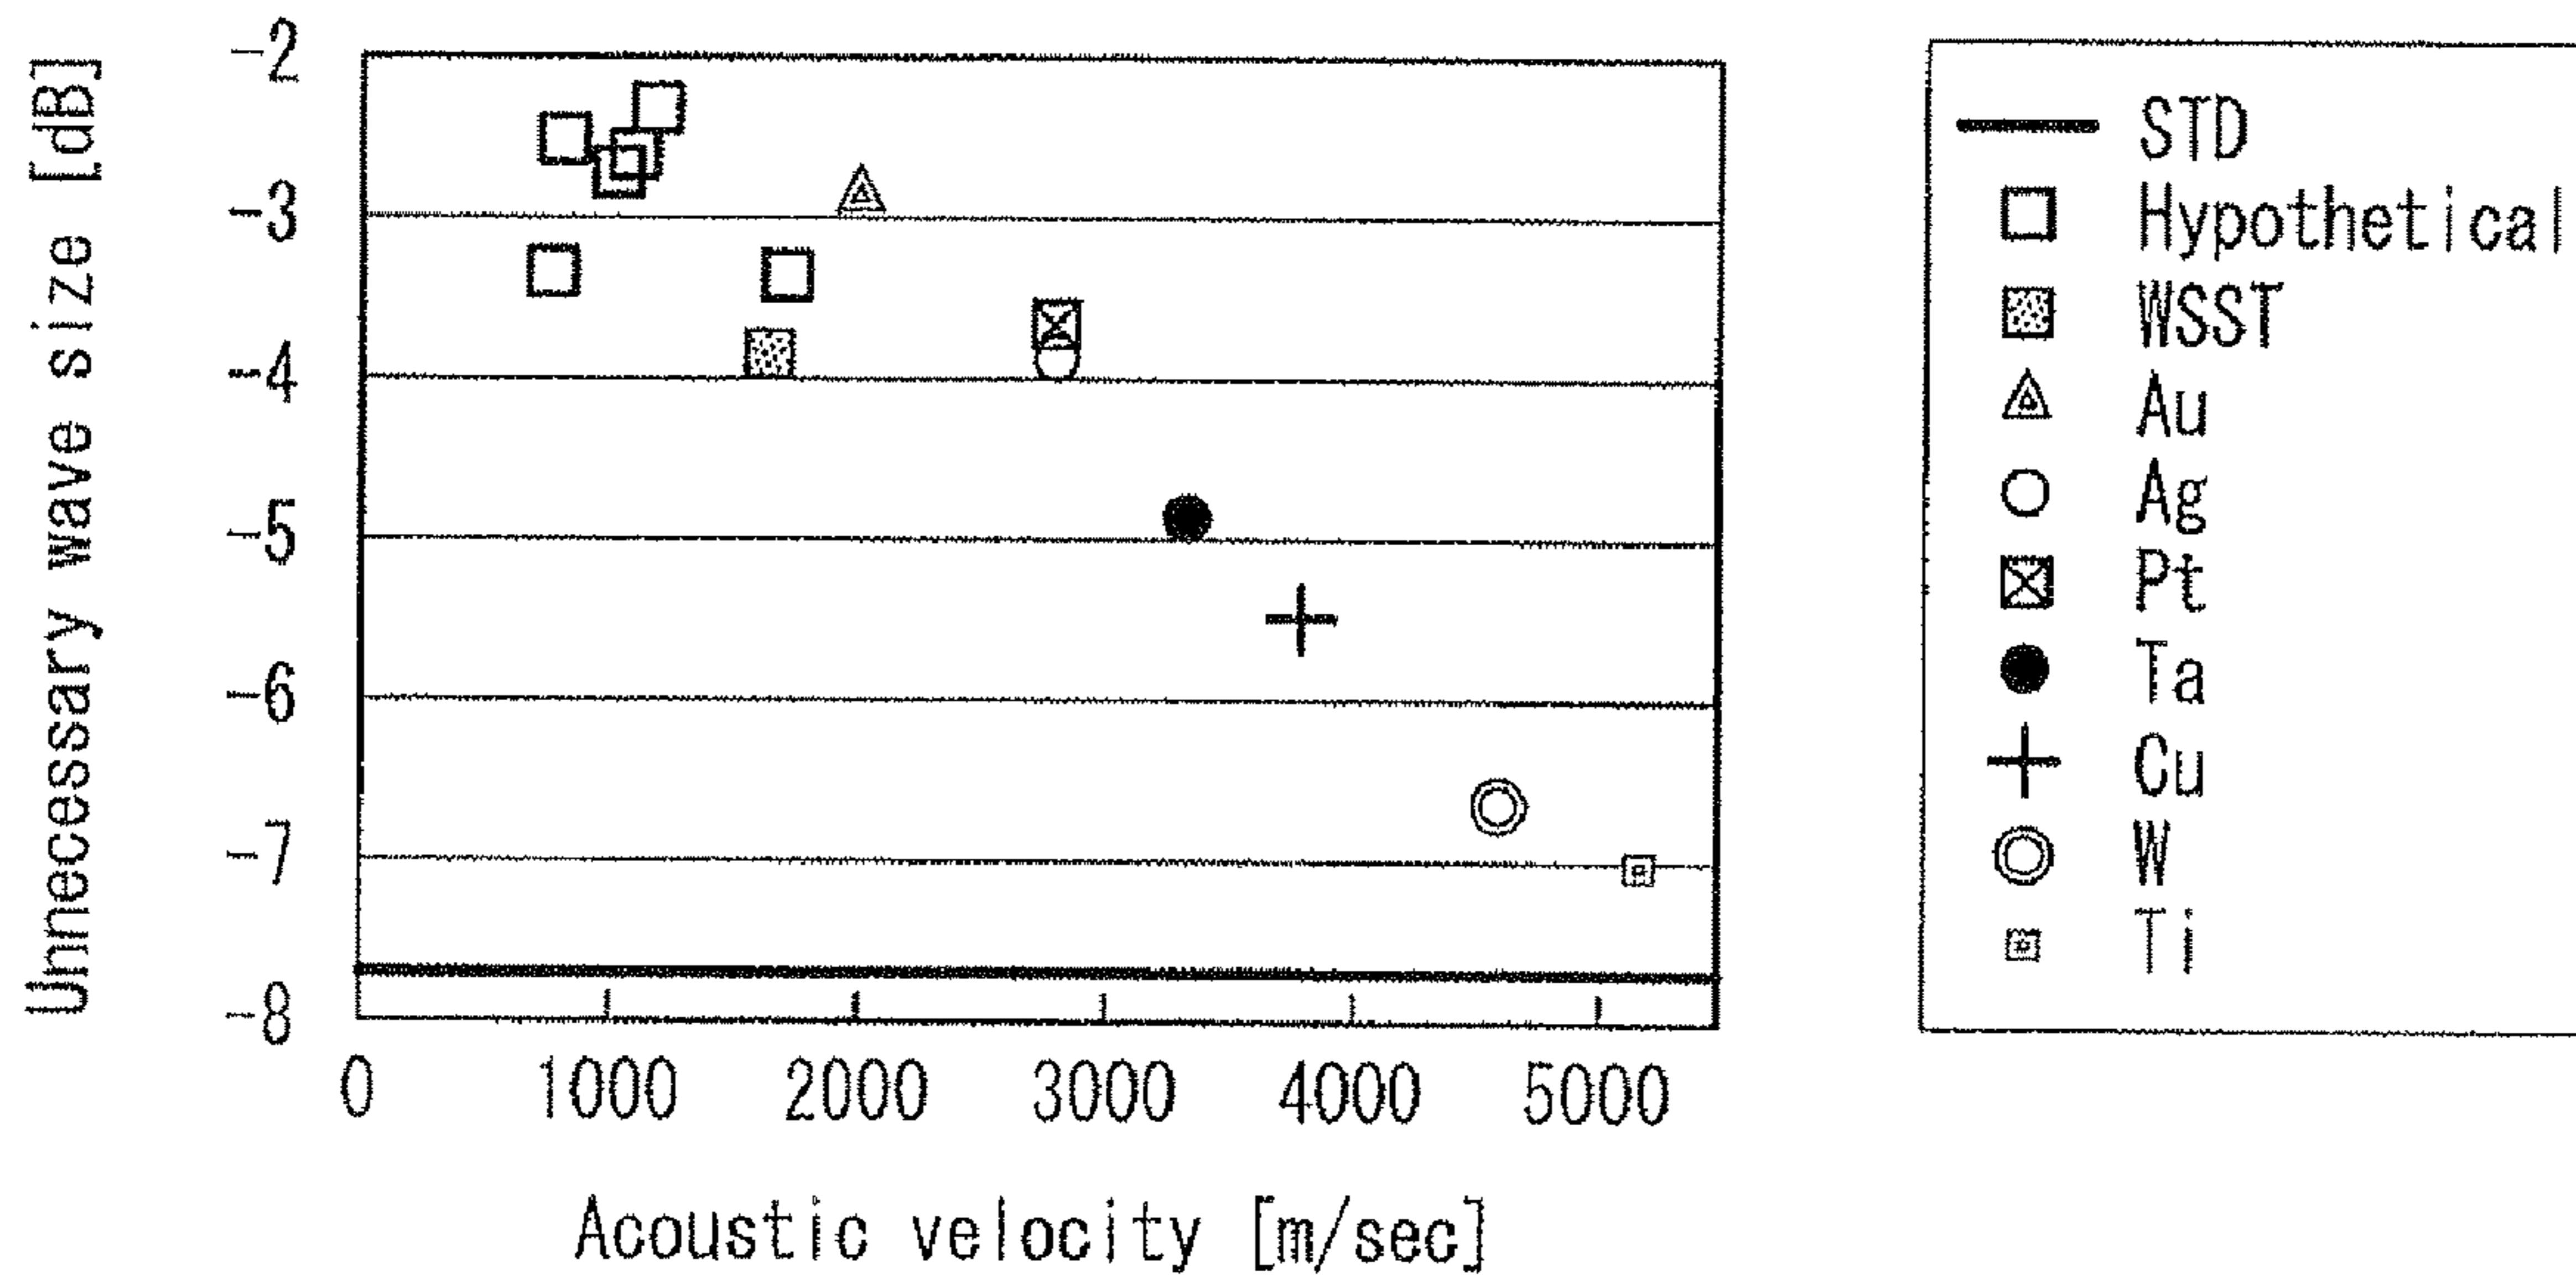 Unnecessary wave size [dB]
-2
-3
-4
-5
-6
-7
-8
0 1000 2000 3000 4000 5000
Acoustic velocity [m/sec]
STD
Hypothetical
WSST
Au
Ag
Pt
Ta
Cu
W
Ti